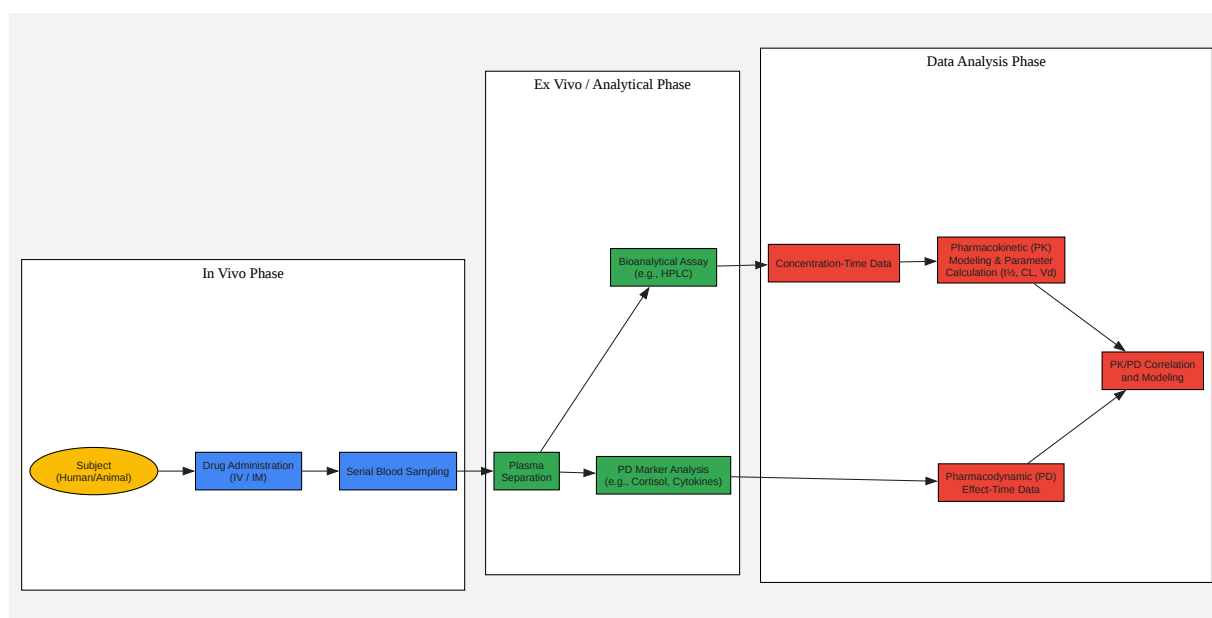 In Vivo Phase
Subject
(Human/Animal)
Drug Administration
(IV / IM)
Serial Blood Sampling
Ex Vivo / Analytical Phase
Plasma
Separation
Bioanalytical Assay
(e.g., HPLC)
PD Marker Analysis
(e.g., Cortisol, Cytokines)
Data Analysis Phase
Concentration-Time Data
Pharmacokinetic (PK)
Modeling & Parameter
Calculation (t½, CL, Vd)
Pharmacodynamic (PD)
Effect-Time Data
PK/PD Correlation
and Modeling